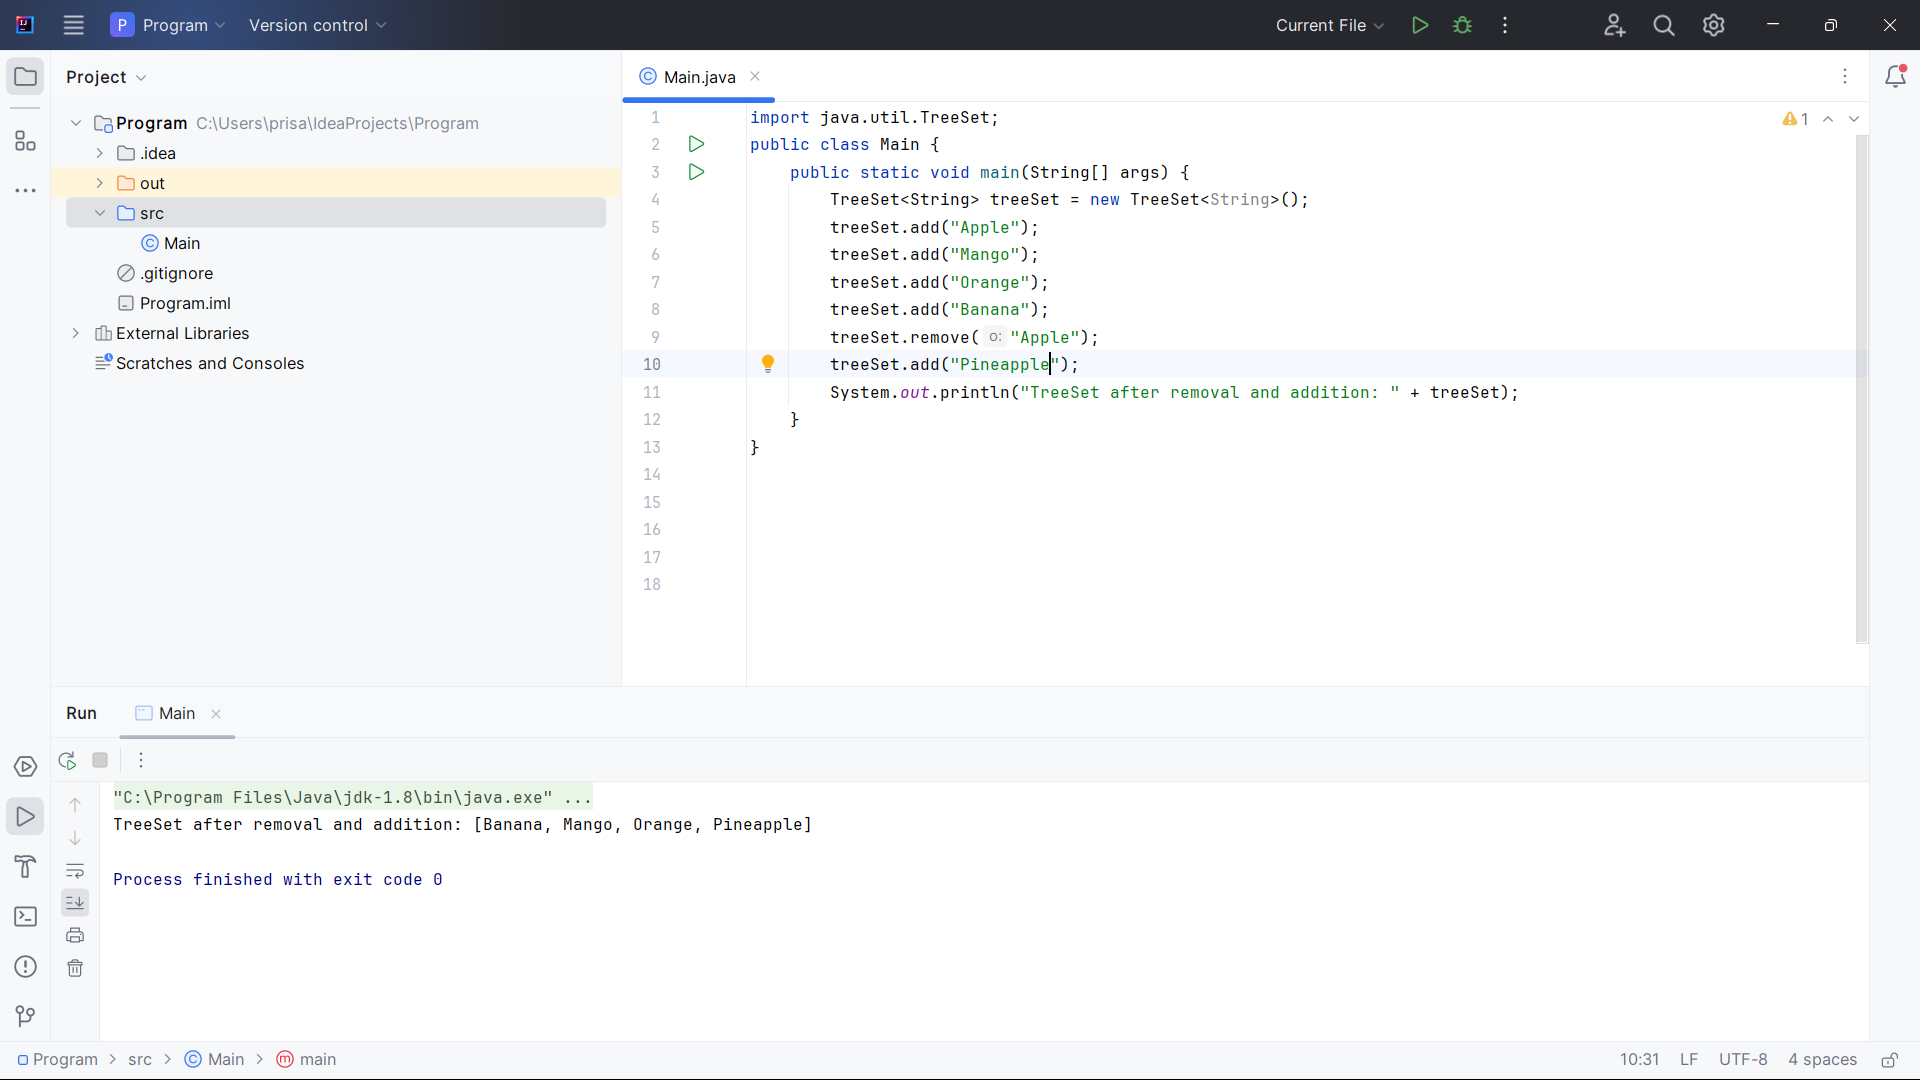 P Program Version control Current File
Project
Program C:\Users\prisa\IdeaProjects\Program
.idea
out
src
Main
.gitignore
Program.iml
External Libraries
Scratches and Consoles
Main.java
1 import java.util.TreeSet;
2 public class Main {
3 public static void main(String[] args) {
4 TreeSet<String> treeSet = new TreeSet<String>();
5 treeSet.add("Apple");
6 treeSet.add("Mango");
7 treeSet.add("Orange");
8 treeSet.add("Banana");
9 treeSet.remove( o: "Apple");
10 treeSet.add("Pineapple");
11 System.out.println("TreeSet after removal and addition: " + treeSet);
12 }
13 }
14
15
16
17
18
1
Run Main
"C:\Program Files\Java\jdk-1.8\bin\java.exe" ...
TreeSet after removal and addition: [Banana, Mango, Orange, Pineapple]
Process finished with exit code 0
Program > src > Main > main 10:31 LF UTF-8 4 spaces